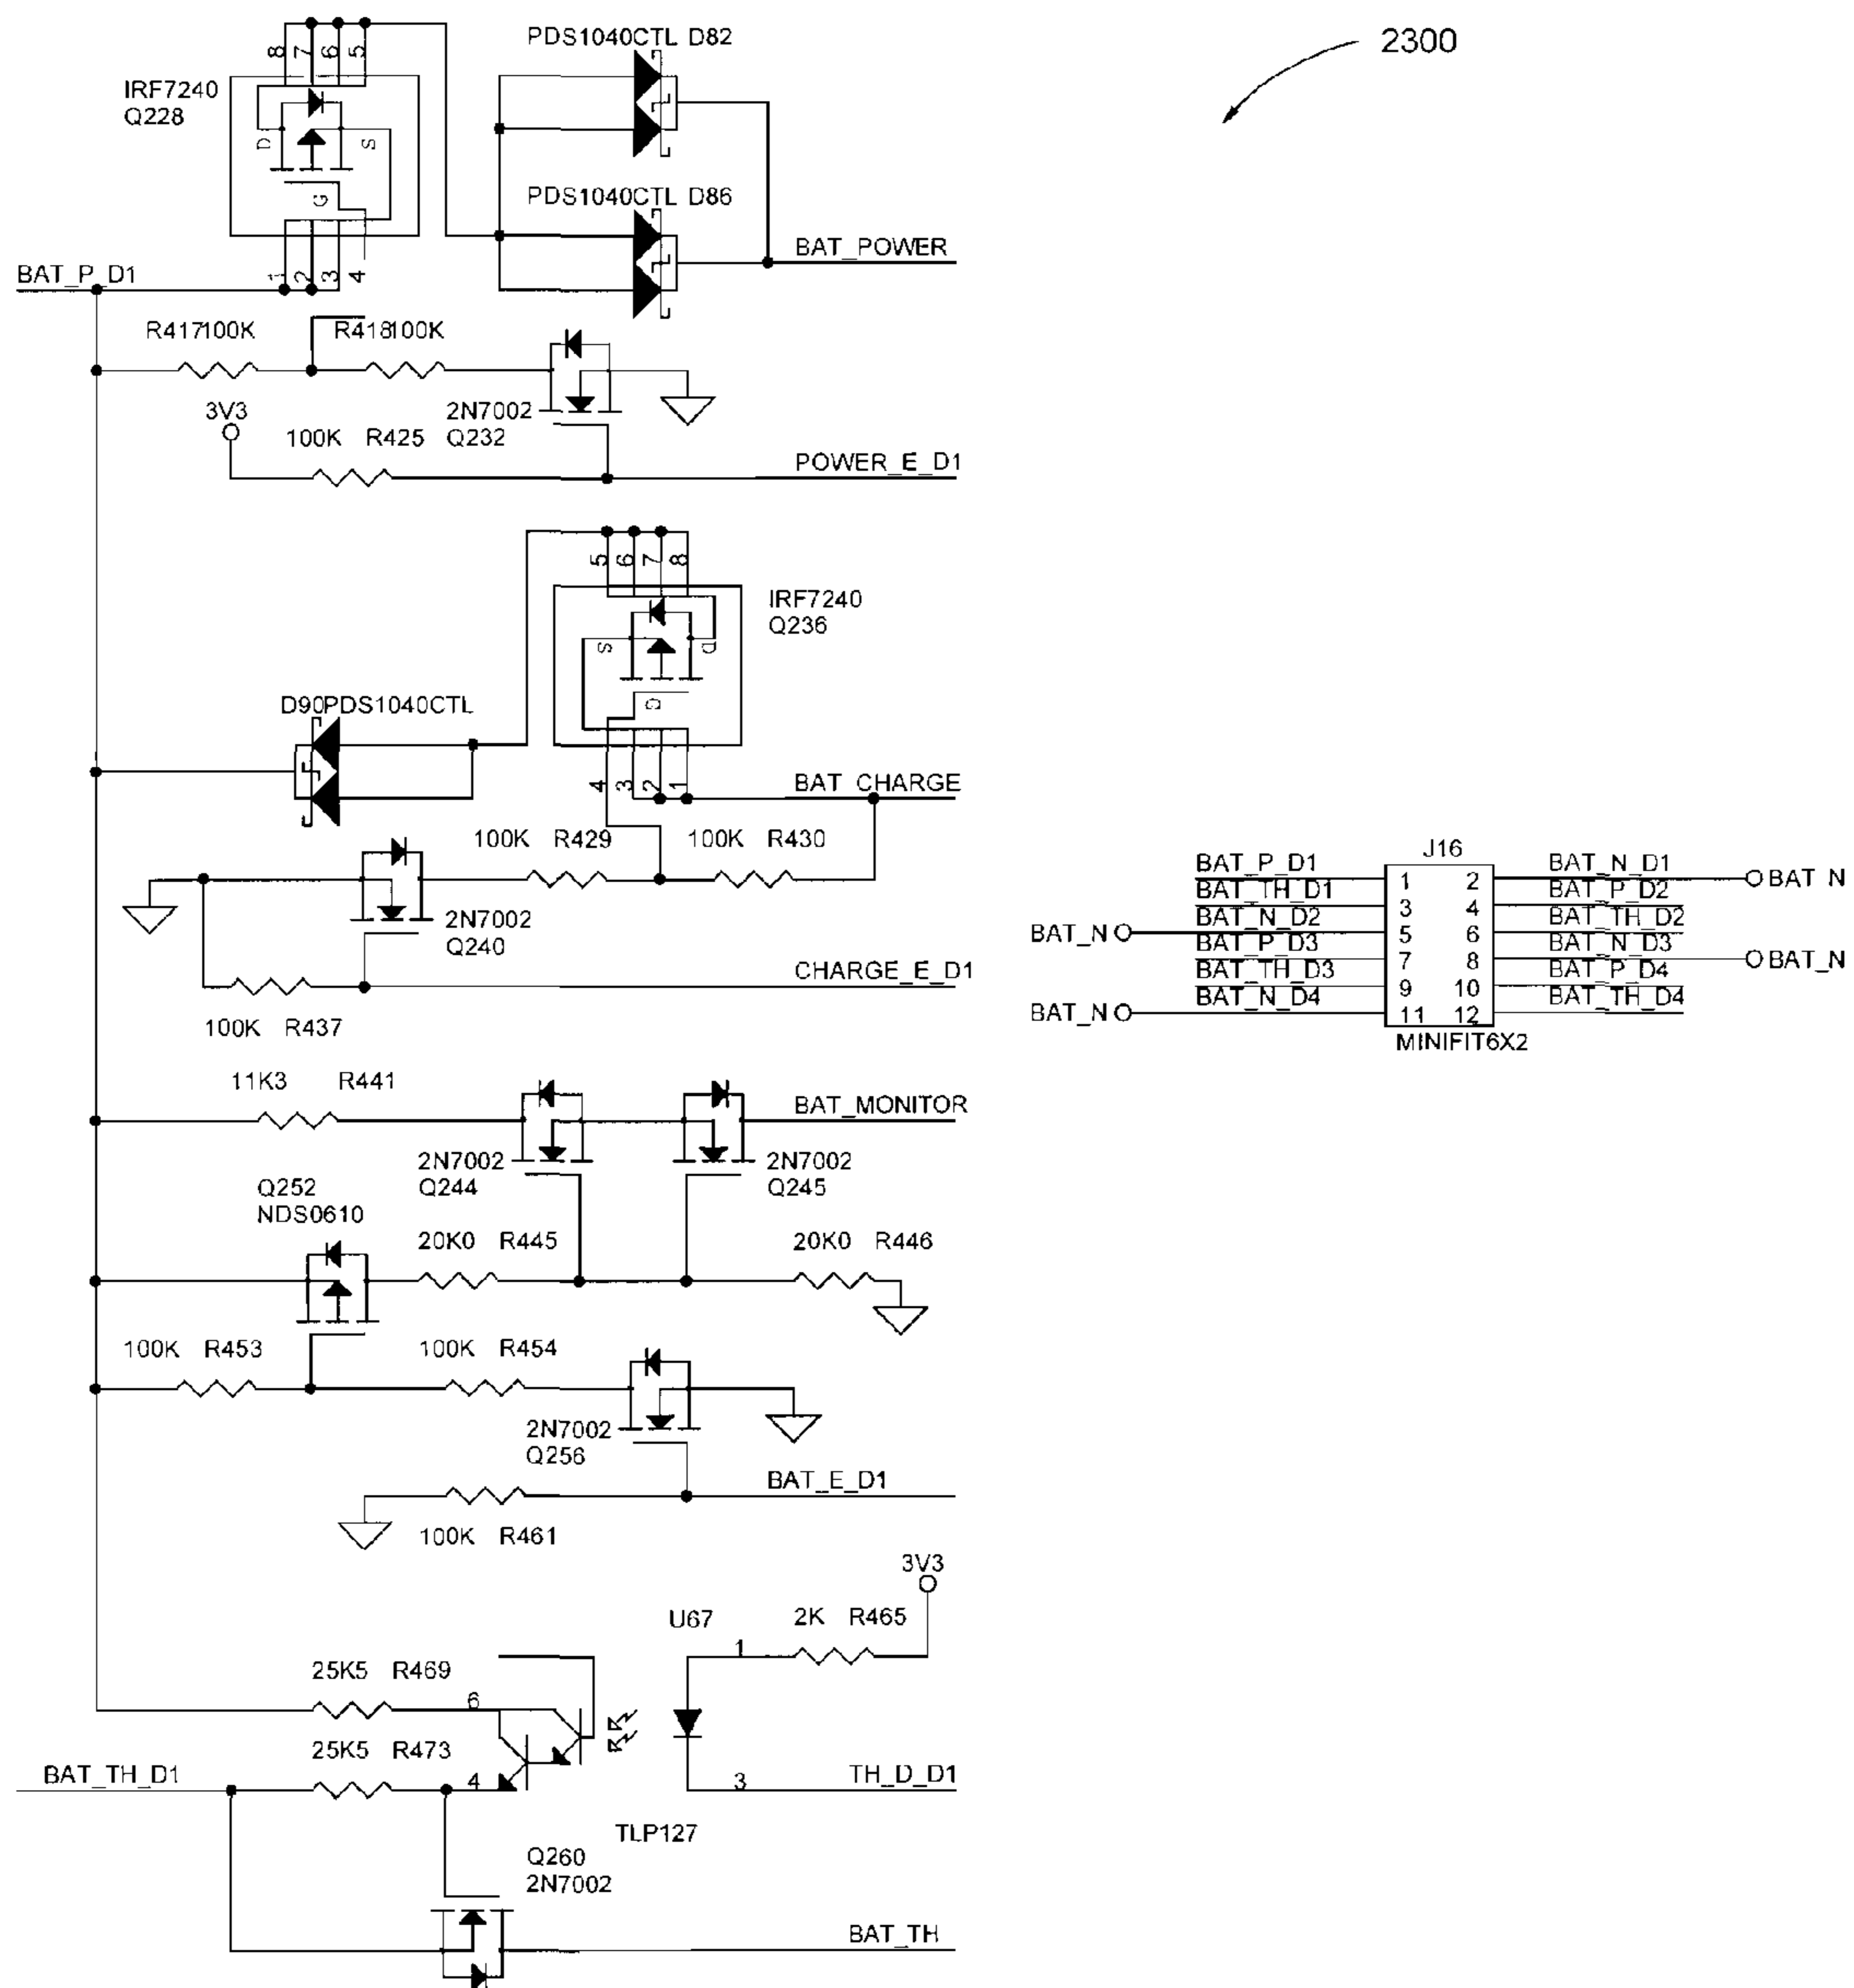 2300
PDS1040CTL D82
8 7 6 5
IRF7240
Q228
D S
G
PDS1040CTL D86
BAT_POWER
1 2 3 4
BAT_P_D1
R417100K R418100K
3V3
2N7002
Q232
100K R425
POWER_E_D1
5 6 7 8
IRF7240
Q236
S D
G
D90PDS1040CTL
4 3 2 1
BAT_CHARGE
100K R429 100K R430
2N7002
Q240
CHARGE_E_D1
100K R437
J16
BAT_P_D1 1 2 BAT_N_D1 BAT_N
BAT_TH_D1 3 4 BAT_P_D2
BAT_N BAT_N_D2 5 6 BAT_TH_D2
BAT_P_D3 7 8 BAT_N_D3 BAT_N
BAT_TH_D3 9 10 BAT_P_D4
BAT_N BAT_N_D4 11 12 BAT_TH_D4
MINIFIT6X2
11K3 R441
BAT_MONITOR
2N7002
Q244
2N7002
Q245
Q252
NDS0610
20K0 R445 20K0 R446
100K R453 100K R454
2N7002
Q256
BAT_E_D1
100K R461
3V3
U67 2K R465
1
25K5 R469
6
25K5 R473
BAT_TH_D1
4
3
TH_D_D1
TLP127
Q260
2N7002
BAT_TH